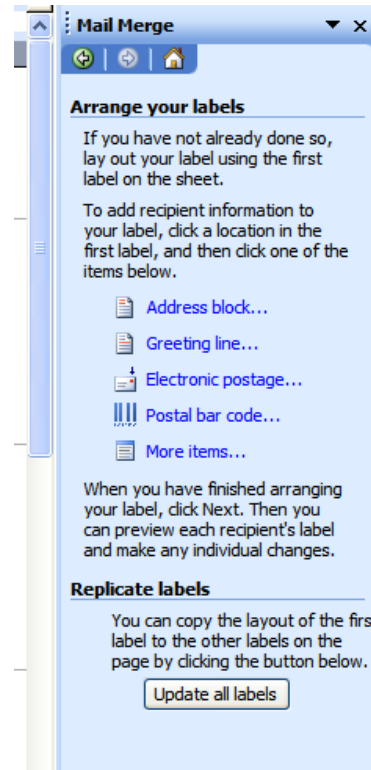 Mail Merge
Arrange your labels
If you have not already done so,
lay out your label using the first
label on the sheet.
To add recipient information to
your label, click a location in the
first label, and then click one of the
items below.
Address block...
Greeting line...
Electronic postage...
Postal bar code...
More items...
When you have finished arranging
your label, click Next. Then you
can preview each recipient's label
and make any individual changes.
Replicate labels
You can copy the layout of the firs
label to the other labels on the
page by clicking the button below.
Update all labels